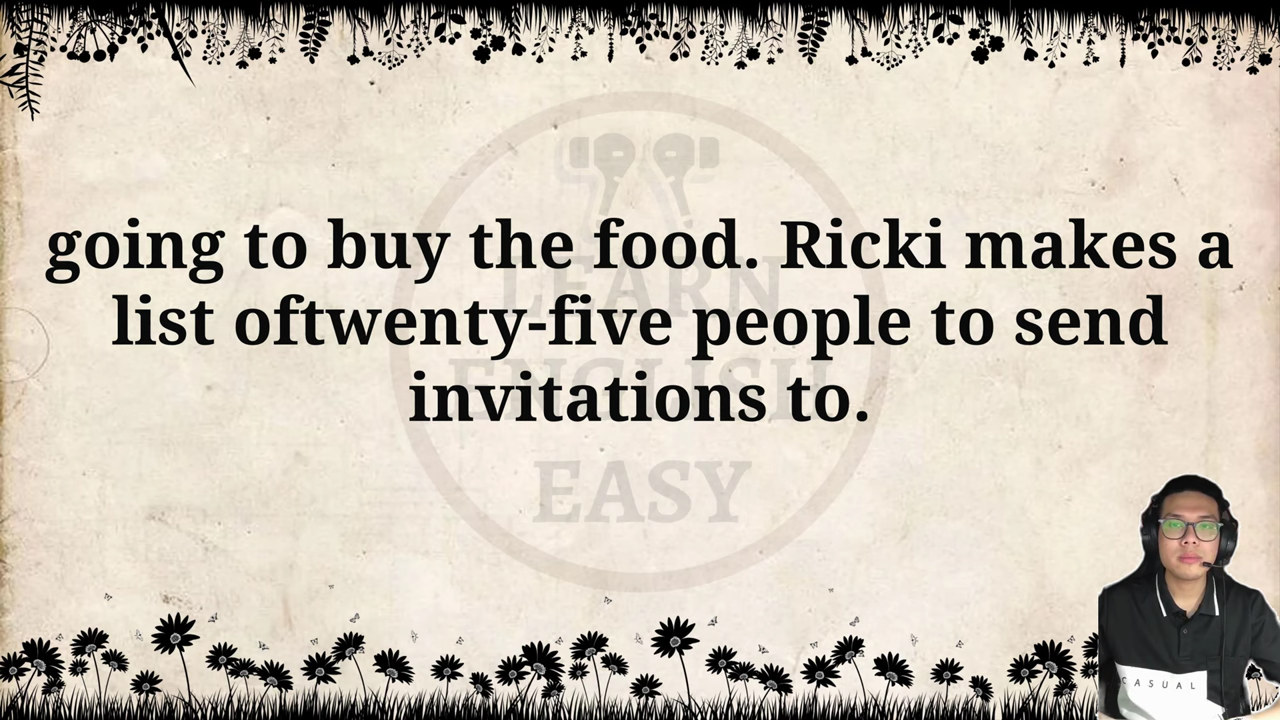 going to buy the food. Ricki makes a
list oftwenty-five people to send
invitations to.
LEARN
ENGLISH
EASY
CASUAL